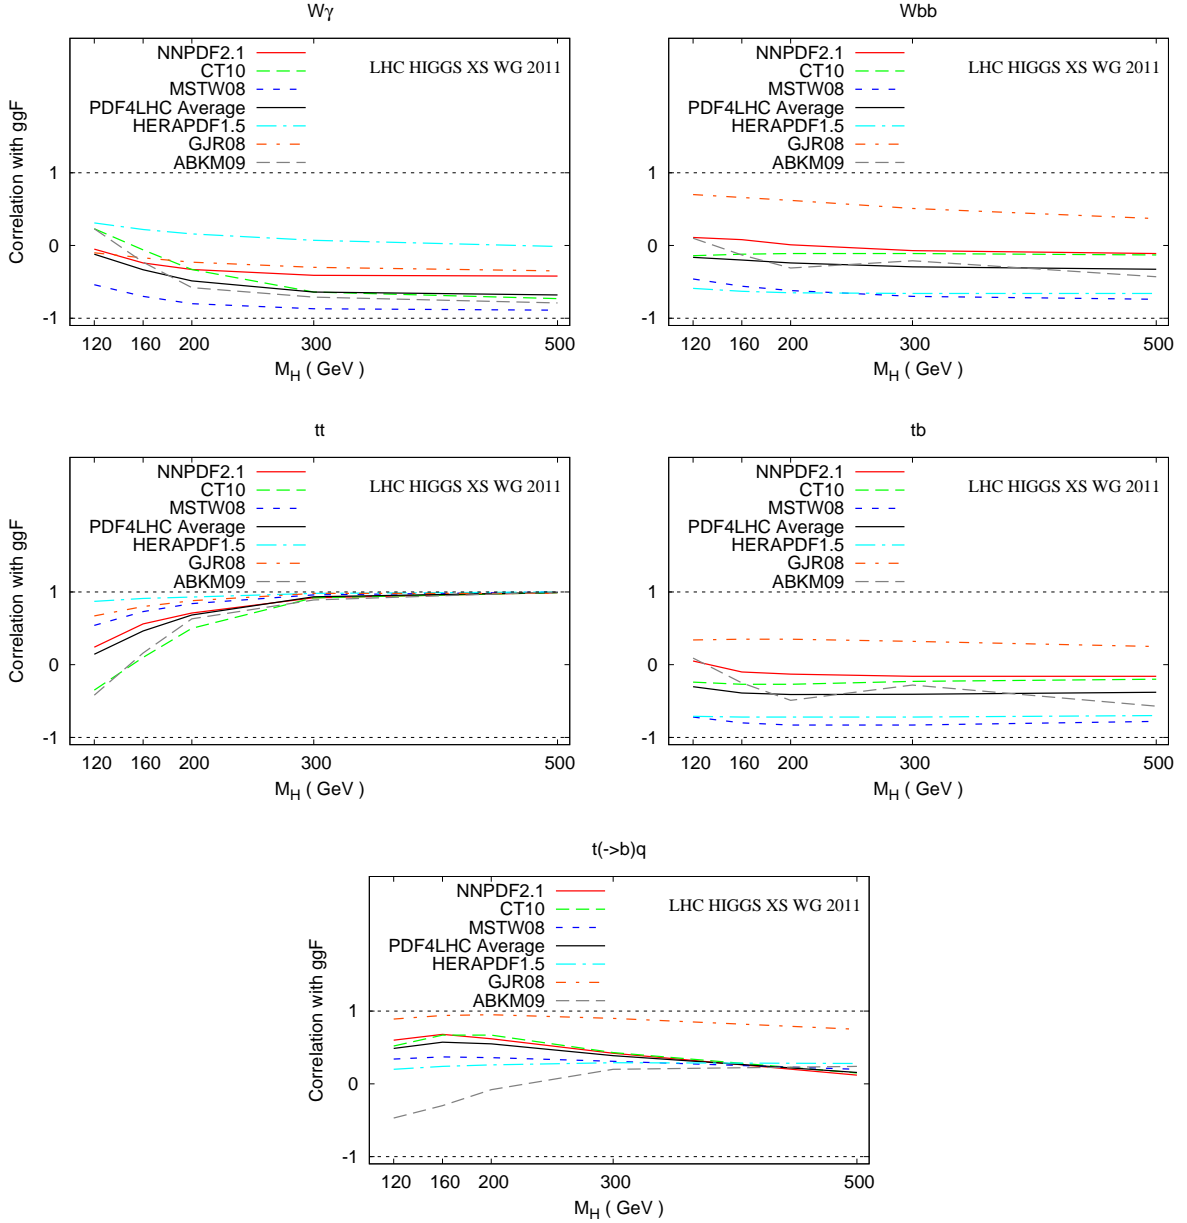 Wγ
NNPDF2.1
CT10
MSTW08
PDF4LHC Average
HERAPDF1.5
GJR08
ABKM09
LHC HIGGS XS WG 2011
Correlation with ggF
1
0
-1
120 160 200 300 500
M_H ( GeV )
Wbb
NNPDF2.1
CT10
MSTW08
PDF4LHC Average
HERAPDF1.5
GJR08
ABKM09
LHC HIGGS XS WG 2011
1
0
-1
120 160 200 300 500
M_H ( GeV )
tt
NNPDF2.1
CT10
MSTW08
PDF4LHC Average
HERAPDF1.5
GJR08
ABKM09
LHC HIGGS XS WG 2011
Correlation with ggF
1
0
-1
120 160 200 300 500
M_H ( GeV )
tb
NNPDF2.1
CT10
MSTW08
PDF4LHC Average
HERAPDF1.5
GJR08
ABKM09
LHC HIGGS XS WG 2011
1
0
-1
120 160 200 300 500
M_H ( GeV )
t(->b)q
NNPDF2.1
CT10
MSTW08
PDF4LHC Average
HERAPDF1.5
GJR08
ABKM09
LHC HIGGS XS WG 2011
Correlation with ggF
1
0
-1
120 160 200 300 500
M_H ( GeV )